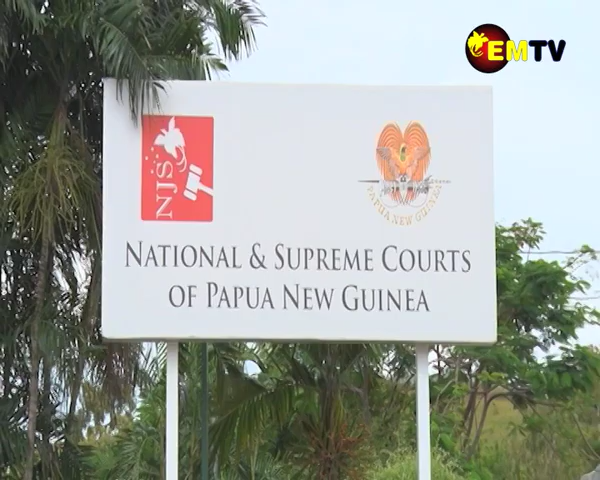 EMTV
NJS
PAPUA NEW GUINEA
NATIONAL & SUPREME COURTS
OF PAPUA NEW GUINEA